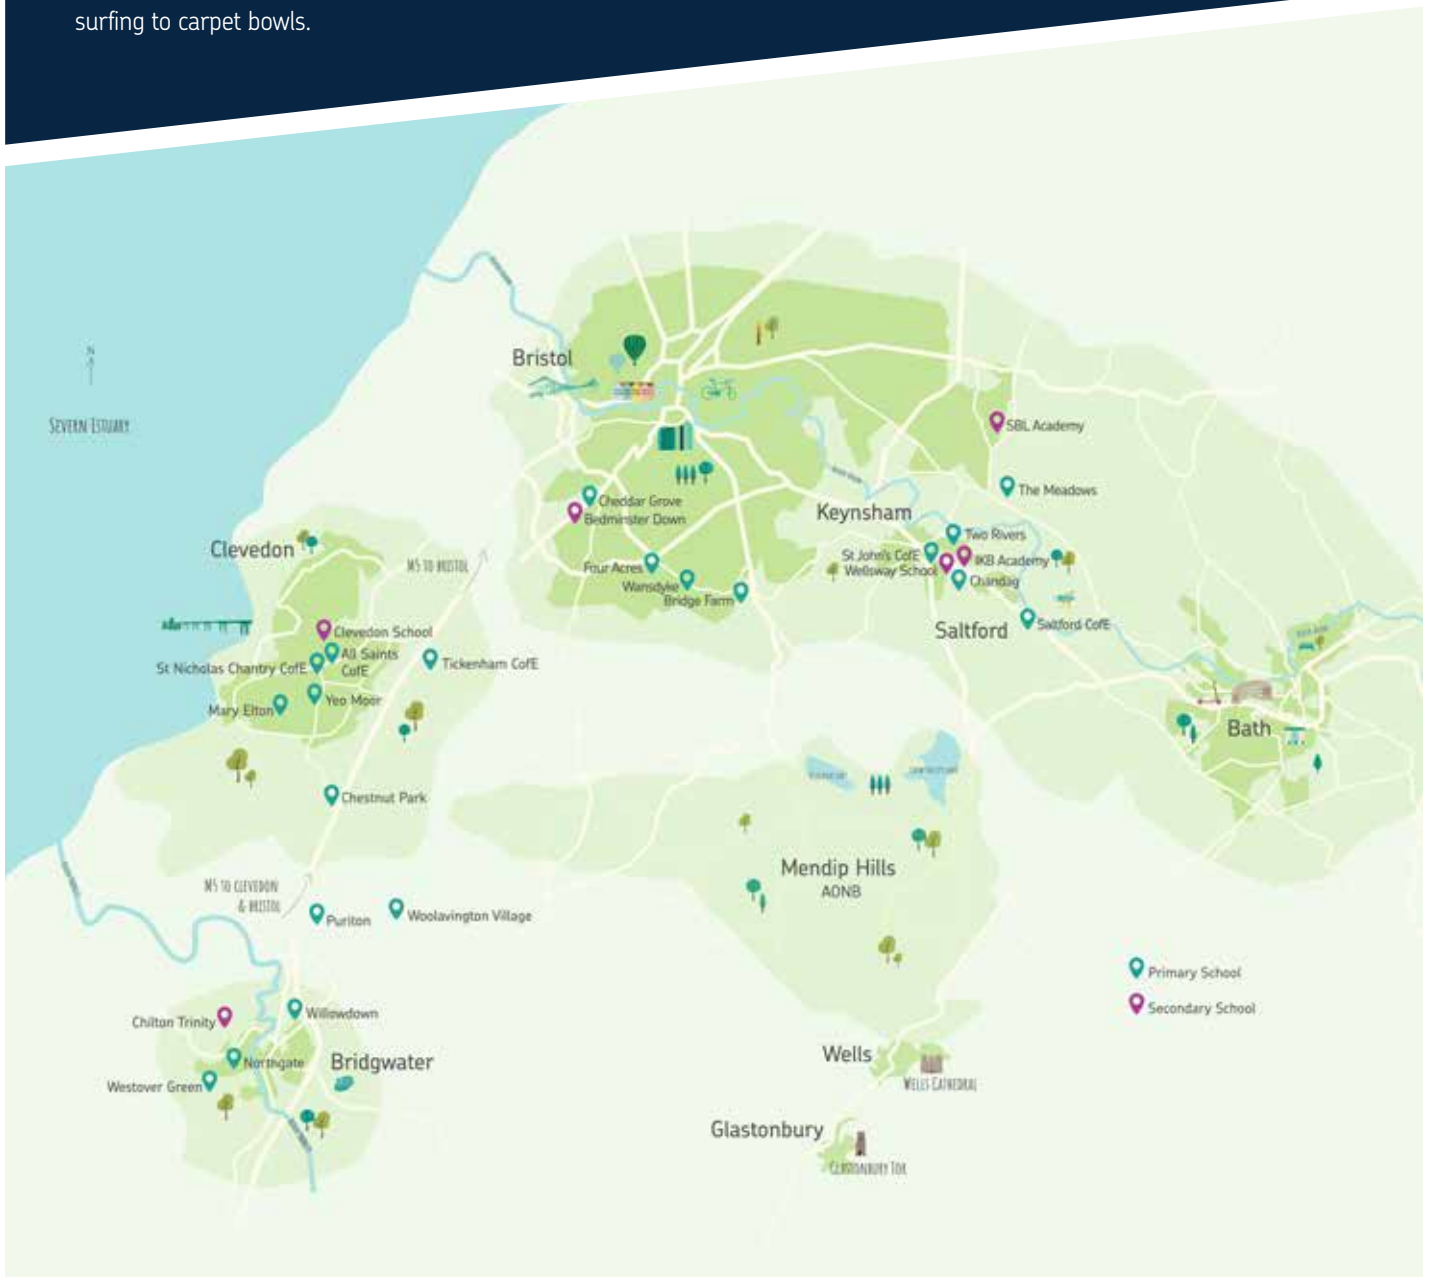 surfing to carpet bowls.
N
Bristol
Severn Estuary
SBL Academy
Cheddar Grove
Bedminster Down
The Meadows
River Avon
Keynsham
Two Rivers
Clevedon
St John's CofE
IKB Academy
M5 to Bristol
Four Acres
Wellsway School
Wansdyke
Chandag
Bridge Farm
Saltford
Saltford CofE
Clevedon School
All Saints
CofE
St Nicholas Chantry CofE
Tickenham CofE
Yeo Moor
Mary Elton
Bath
Chestnut Park
Mendip Hills
AONB
M5 to Clevedon
& Bristol
Puriton
Woolavington Village
Primary School
Secondary School
Chilton Trinity
Willowdown
Wells
Northgate
Bridgwater
Westover Green
Wells Cathedral
Glastonbury
Glastonbury Tor